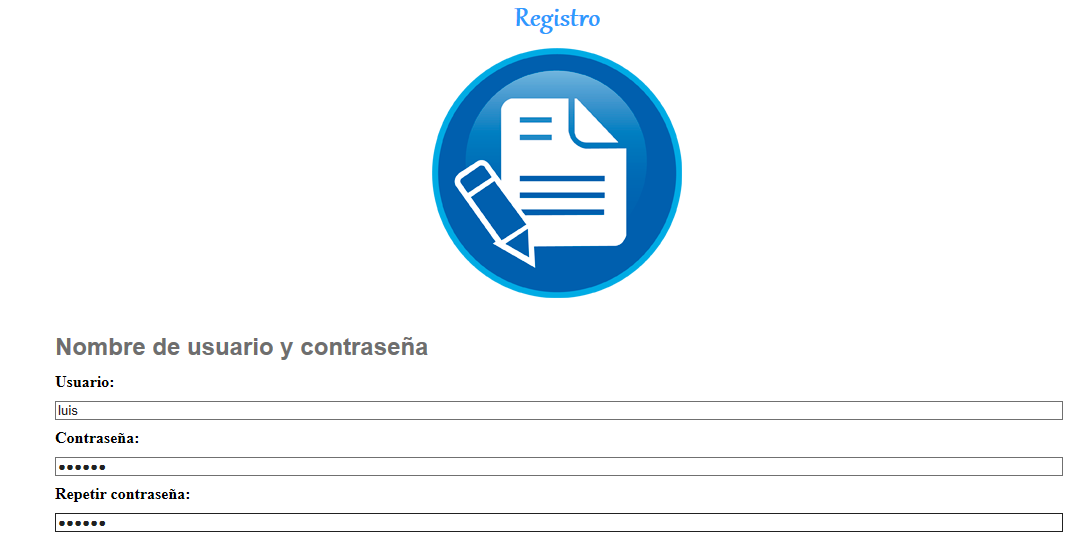 Registro
Nombre de usuario y contraseña
Usuario:
luis
Contraseña:
••••••
Repetir contraseña:
••••••